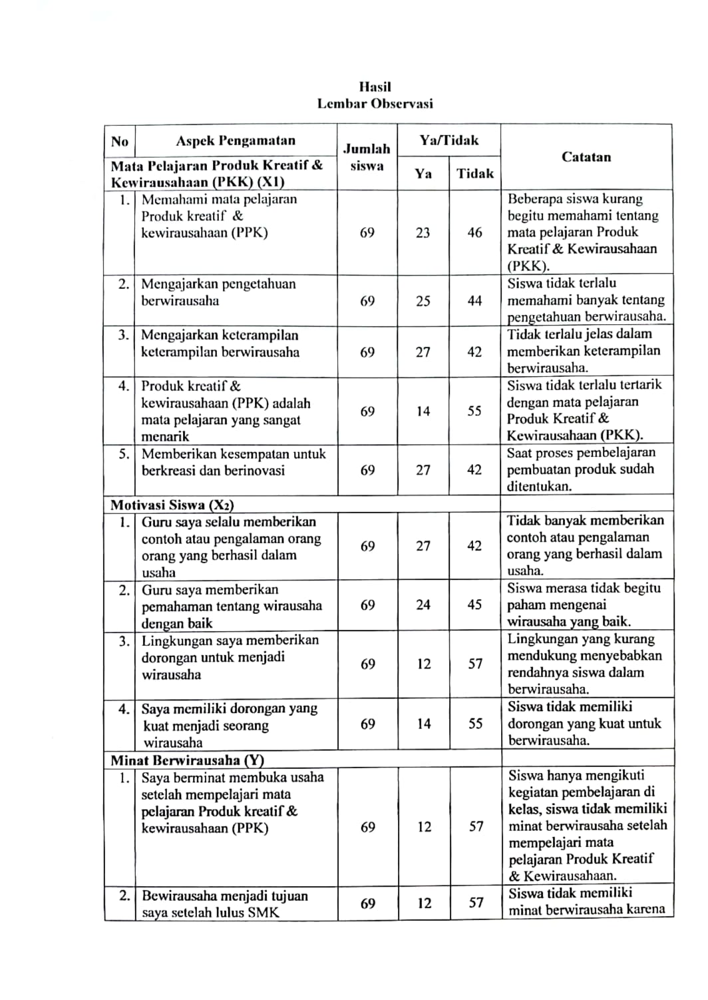 Hasil
Lembar Observasi
No
Aspek Pengamatan
Jumlah
siswa
Ya/Tidak
Catatan
Mata Pelajaran Produk Kreatif &
Kewirausahaan (PKK) (X1)
Ya
Tidak
1.
Memahami mata pelajaran
Produk kreatif &
kewirausahaan (PPK)
69
23
46
Beberapa siswa kurang
begitu memahami tentang
mata pelajaran Produk
Kreatif & Kewirausahaan
(PKK).
2.
Mengajarkan pengetahuan
berwirausaha
69
25
44
Siswa tidak terlalu
memahami banyak tentang
pengetahuan berwirausaha.
3.
Mengajarkan keterampilan
keterampilan berwirausaha
69
27
42
Tidak terlalu jelas dalam
memberikan keterampilan
berwirausaha.
4.
Produk kreatif &
kewirausahaan (PPK) adalah
mata pelajaran yang sangat
menarik
69
14
55
Siswa tidak terlalu tertarik
dengan mata pelajaran
Produk Kreatif &
Kewirausahaan (PKK).
5.
Memberikan kesempatan untuk
berkreasi dan berinovasi
69
27
42
Saat proses pembelajaran
pembuatan produk sudah
ditentukan.
Motivasi Siswa (X2)
1.
Guru saya selalu memberikan
contoh atau pengalaman orang
orang yang berhasil dalam
usaha
69
27
42
Tidak banyak memberikan
contoh atau pengalaman
orang yang berhasil dalam
usaha.
2.
Guru saya memberikan
pemahaman tentang wirausaha
dengan baik
69
24
45
Siswa merasa tidak begitu
paham mengenai
wirausaha yang baik.
3.
Lingkungan saya memberikan
dorongan untuk menjadi
wirausaha
69
12
57
Lingkungan yang kurang
mendukung menyebabkan
rendahnya siswa dalam
berwirausaha.
4.
Saya memiliki dorongan yang
kuat menjadi seorang
wirausaha
69
14
55
Siswa tidak memiliki
dorongan yang kuat untuk
berwirausaha.
Minat Berwirausaha (Y)
1.
Saya berminat membuka usaha
setelah mempelajari mata
pelajaran Produk kreatif &
kewirausahaan (PPK)
69
12
57
Siswa hanya mengikuti
kegiatan pembelajaran di
kelas, siswa tidak memiliki
minat berwirausaha setelah
mempelajari mata
pelajaran Produk Kreatif
& Kewirausahaan.
2.
Bewirausaha menjadi tujuan
saya setelah lulus SMK
69
12
57
Siswa tidak memiliki
minat berwirausaha karena